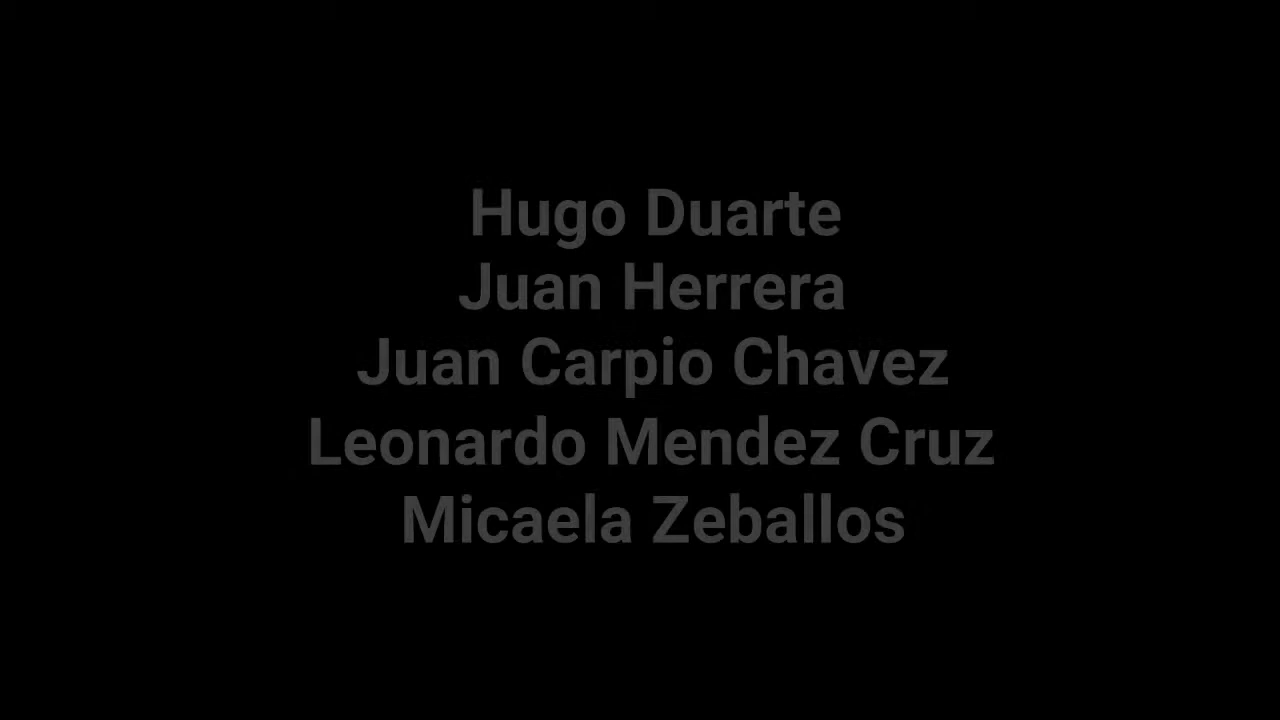 Hugo Duarte
Juan Herrera
Juan Carpio Chavez
Leonardo Mendez Cruz
Micaela Zeballos